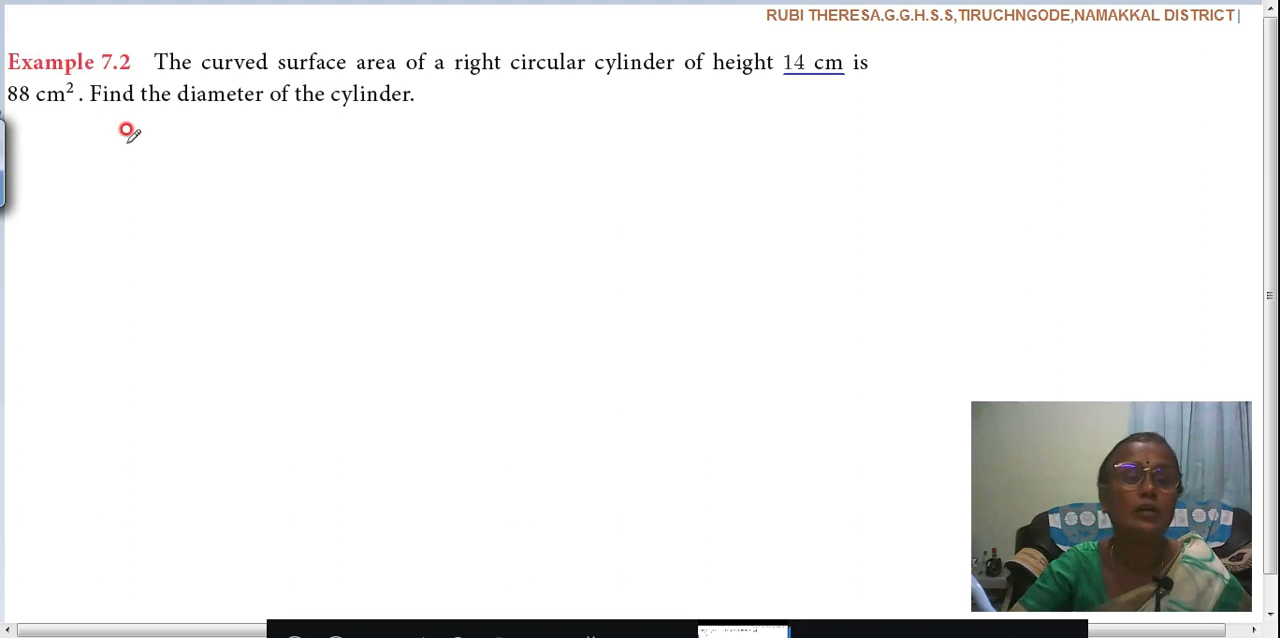 RUBI THERESA,G.G.H.S.S,TIRUCHNGODE,NAMAKKAL DISTRICT
Example 7.2 The curved surface area of a right circular cylinder of height 14 cm is
88 cm². Find the diameter of the cylinder.